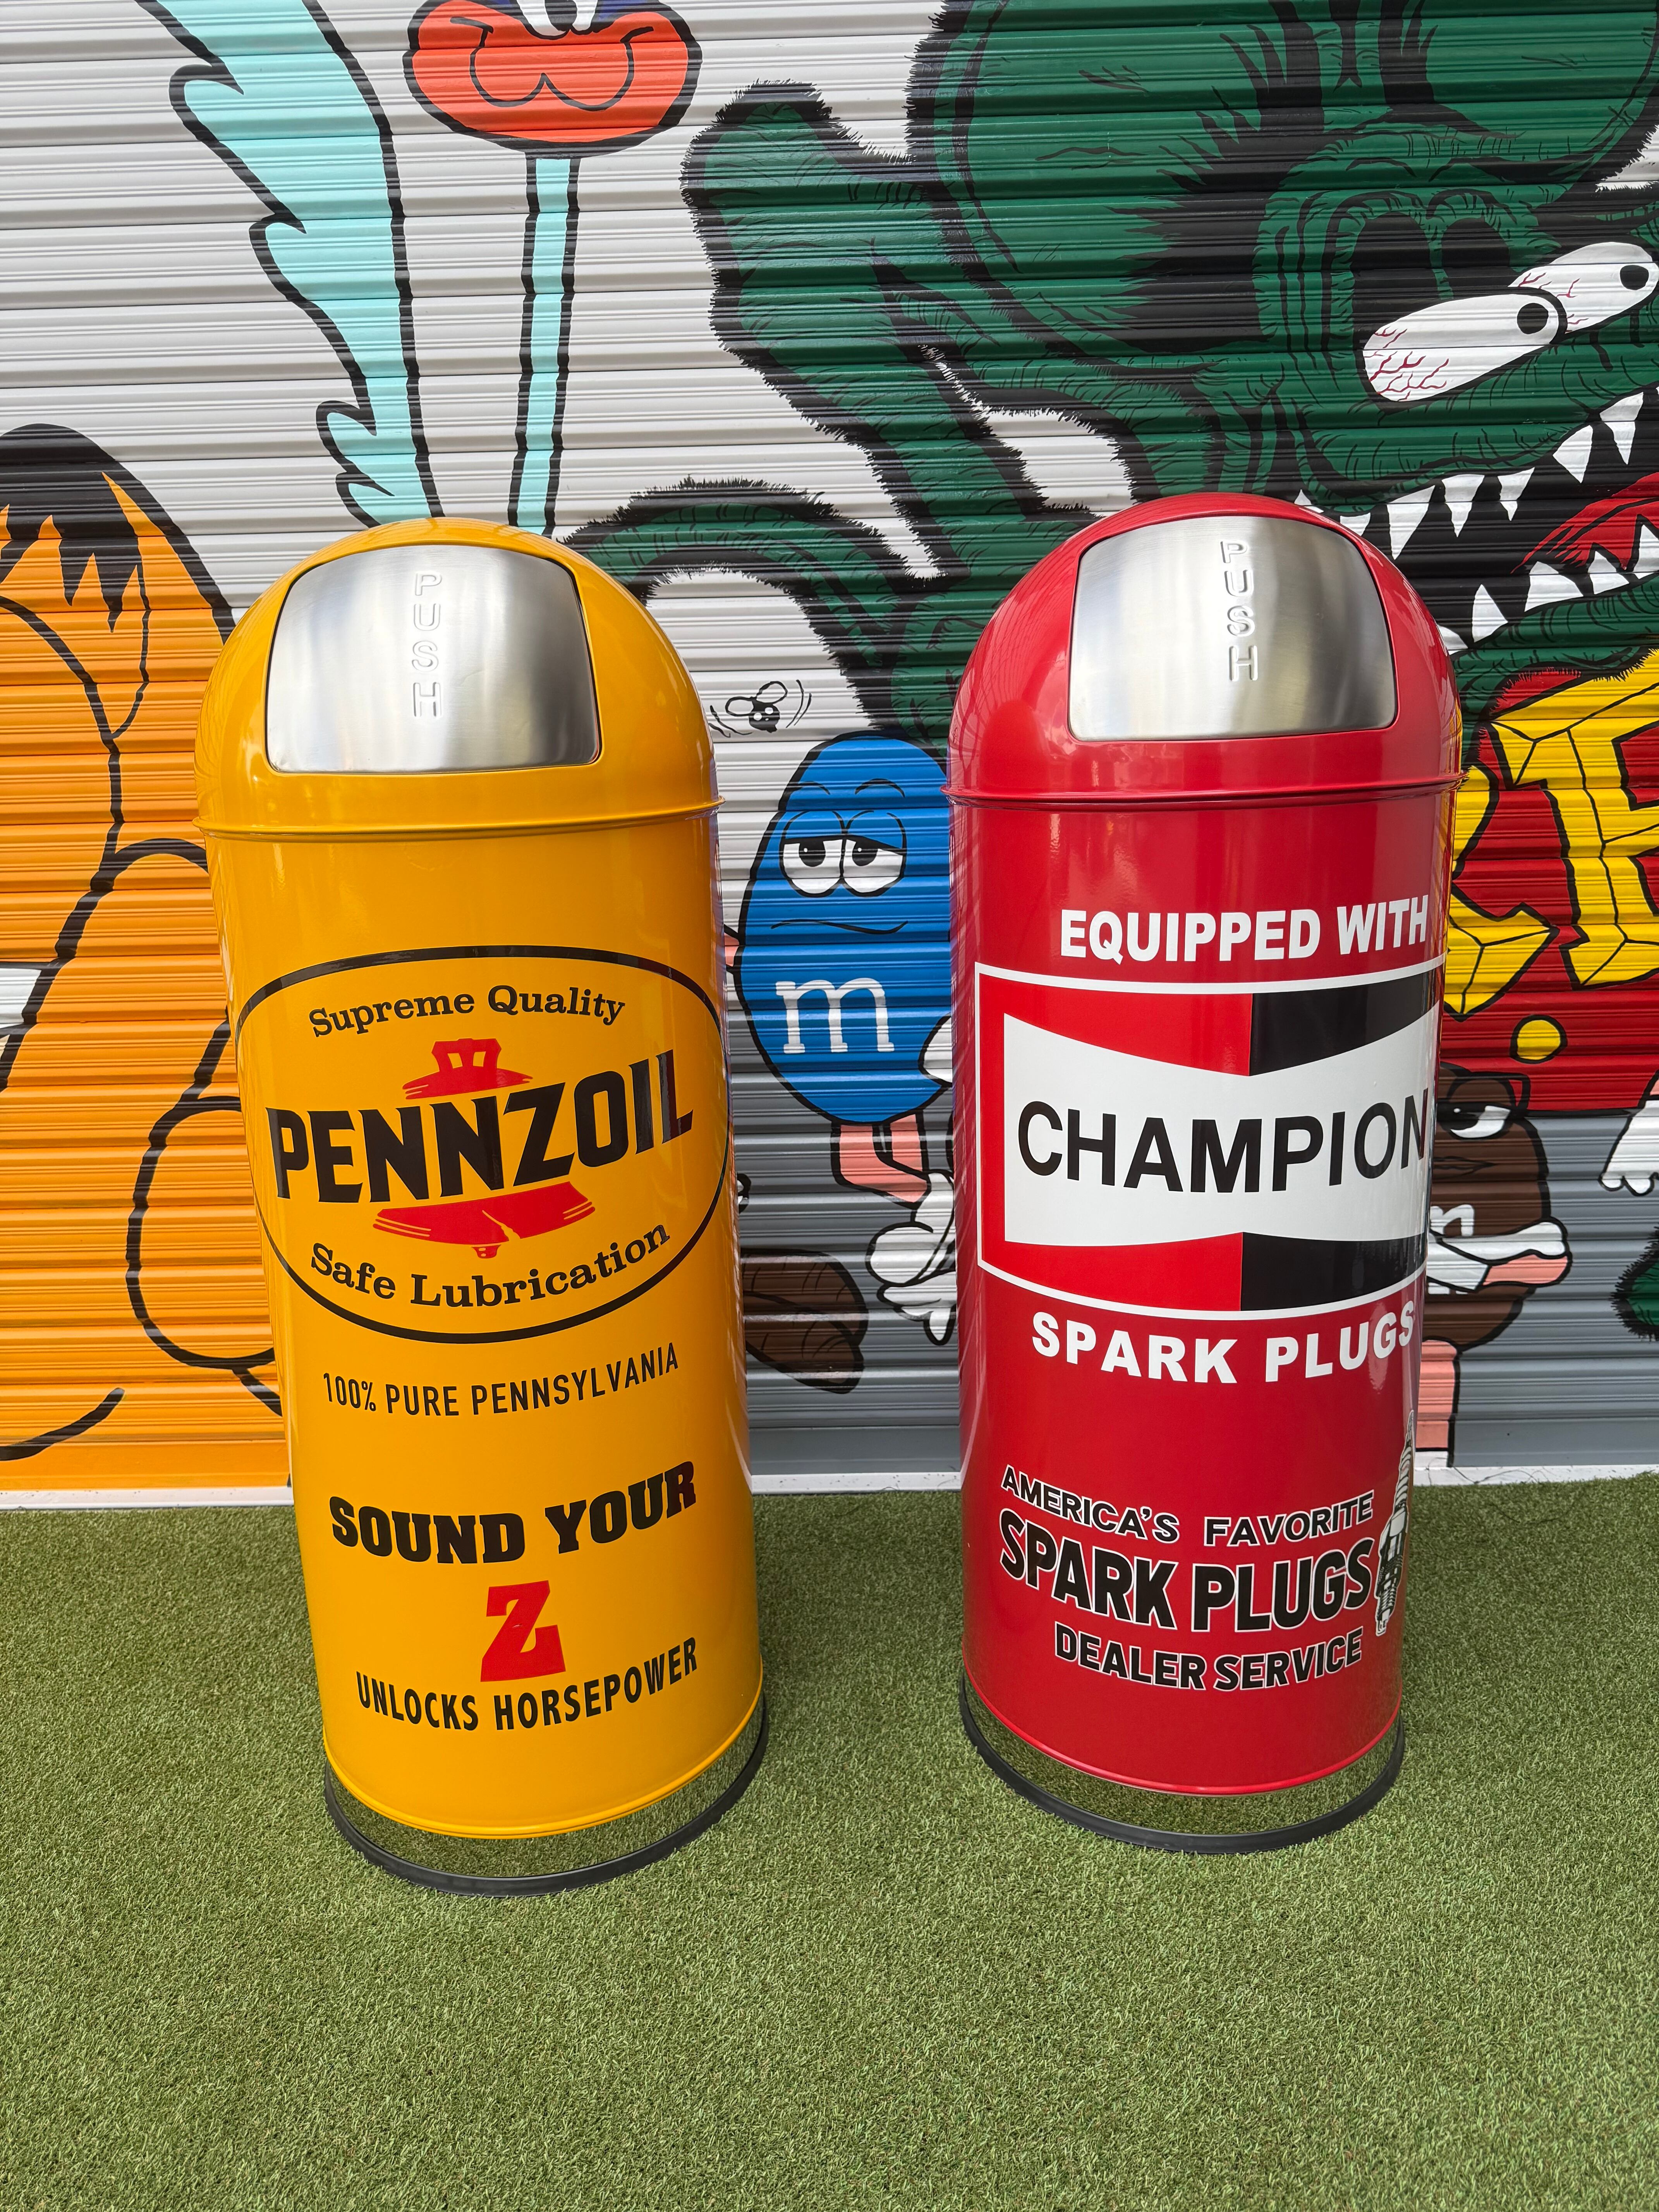 PUSH
Supreme Quality
PENNZOIL
Safe Lubrication
100% PURE PENNSYLVANIA
SOUND YOUR
Z
UNLOCKS HORSEPOWER
m
PUSH
EQUIPPED WITH
CHAMPION
SPARK PLUGS
AMERICA'S FAVORITE
SPARK PLUGS
DEALER SERVICE